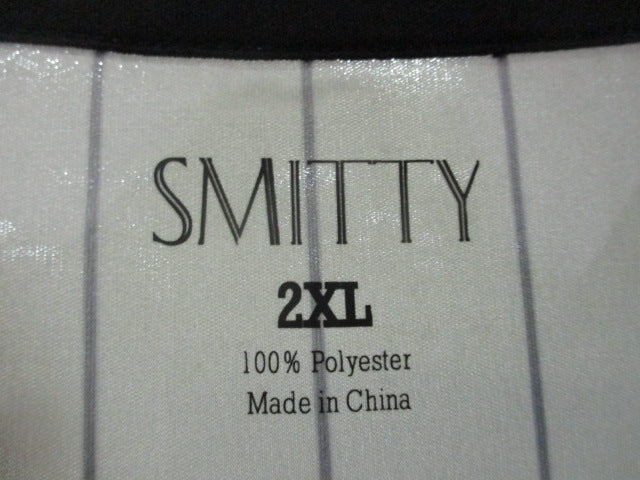 SMITTY
2XL
100% Polyester
Made in China